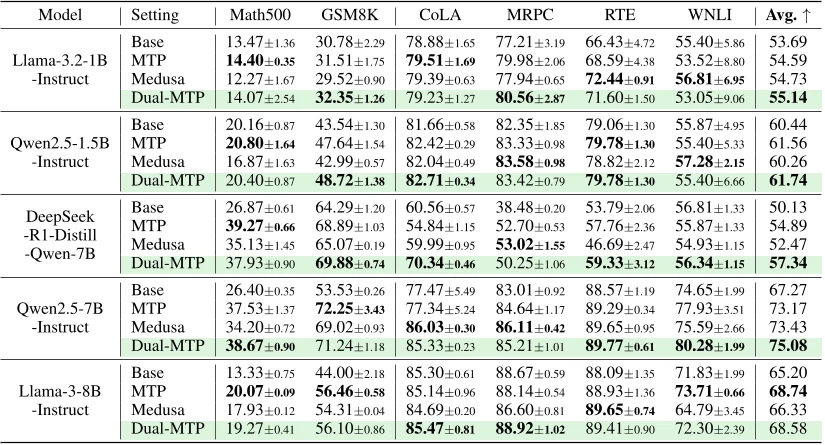 Model Setting Math500 GSM8K CoLA MRPC RTE WNLI Avg. ↑
Llama-3.2-1B
-Instruct
Base 13.47±1.36 30.78±2.29 78.88±1.65 77.21±3.19 66.43±4.72 55.40±5.86 53.69
MTP 14.40±0.35 31.51±1.75 79.51±1.69 79.98±2.06 68.59±4.38 53.52±8.80 54.59
Medusa 12.27±1.67 29.52±0.90 79.39±0.63 77.94±0.65 72.44±0.91 56.81±6.95 54.73
Dual-MTP 14.07±2.54 32.35±1.26 79.23±1.27 80.56±2.87 71.60±1.50 53.05±9.06 55.14
Qwen2.5-1.5B
-Instruct
Base 20.16±0.87 43.54±1.30 81.66±0.58 82.35±1.85 79.06±1.30 55.87±4.95 60.44
MTP 20.80±1.64 47.64±1.54 82.42±0.29 83.33±0.98 79.78±1.30 55.40±5.33 61.56
Medusa 16.87±1.63 42.99±0.57 82.04±0.49 83.58±0.98 78.82±2.12 57.28±2.15 60.26
Dual-MTP 20.40±0.87 48.72±1.38 82.71±0.34 83.42±0.79 79.78±1.30 55.40±6.66 61.74
DeepSeek
-R1-Distill
-Qwen-7B
Base 26.87±0.61 64.29±1.20 60.56±0.57 38.48±0.20 53.79±2.06 56.81±1.33 50.13
MTP 39.27±0.66 68.89±1.03 54.84±1.15 52.70±0.53 57.76±2.36 55.87±1.33 54.89
Medusa 35.13±1.45 65.07±0.19 59.99±0.95 53.02±1.55 46.69±2.47 54.93±1.15 52.47
Dual-MTP 37.93±0.90 69.88±0.74 70.34±0.46 50.25±1.06 59.33±3.12 56.34±1.15 57.34
Qwen2.5-7B
-Instruct
Base 26.40±0.35 53.53±0.26 77.47±5.49 83.01±0.92 88.57±1.19 74.65±1.99 67.27
MTP 37.53±1.37 72.25±3.43 77.34±5.24 84.64±1.17 89.29±0.34 77.93±3.51 73.17
Medusa 34.20±0.72 69.02±0.93 86.03±0.30 86.11±0.42 89.65±0.95 75.59±2.66 73.43
Dual-MTP 38.67±0.90 71.24±1.18 85.33±0.23 85.21±1.01 89.77±0.61 80.28±1.99 75.08
Llama-3-8B
-Instruct
Base 13.33±0.75 44.00±2.18 85.30±0.61 88.67±0.59 88.09±1.35 71.83±1.99 65.20
MTP 20.07±0.09 56.46±0.58 85.14±0.96 88.14±0.54 88.93±1.36 73.71±0.66 68.74
Medusa 17.93±0.12 54.31±0.04 84.69±0.20 86.60±0.81 89.65±0.74 64.79±3.45 66.33
Dual-MTP 19.27±0.41 56.10±0.86 85.47±0.81 88.92±1.02 89.41±0.90 72.30±2.39 68.58